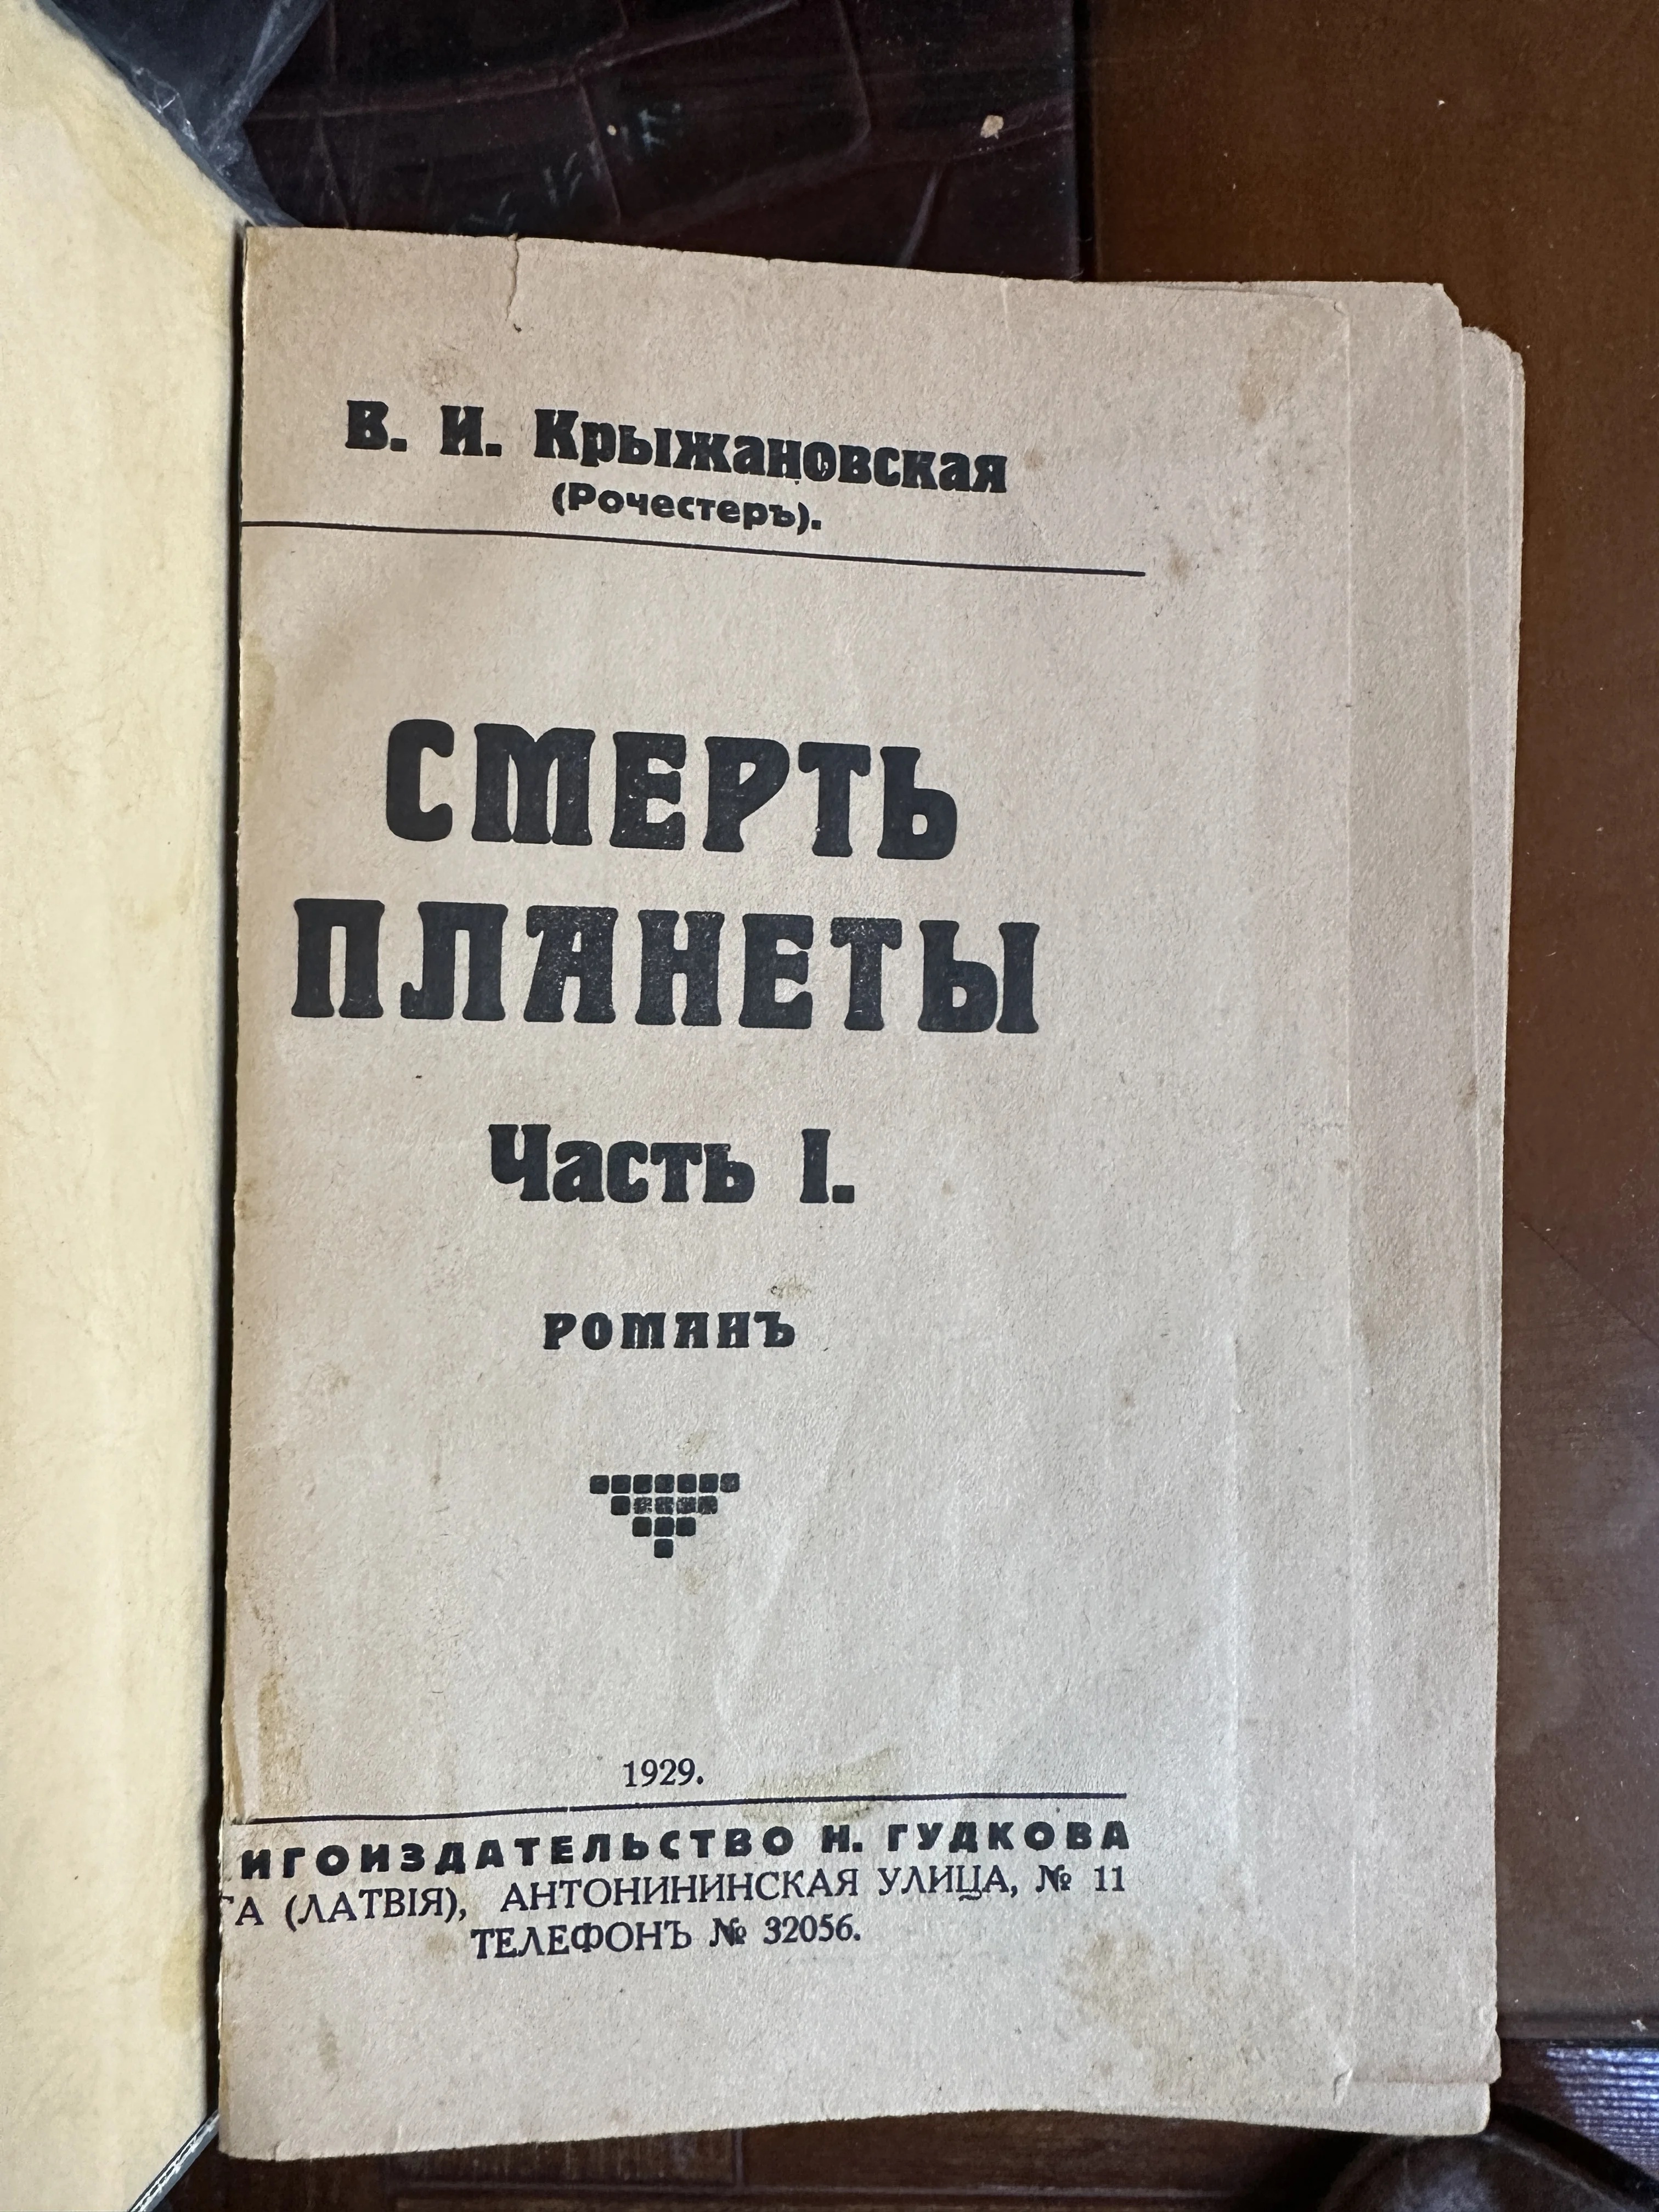 В. И. Крыжановская
(Рочестеръ).
СМЕРТЬ
ПЛАНЕТЫ
Часть I.
РОМАНЪ
1929.
ИГОИЗДАТЕЛЬСТВО Н. ГУДКОВА
ГА (ЛАТВІЯ), АНТОНИНИНСКАЯ УЛИЦА, № 11
ТЕЛЕФОНЪ № 32056.